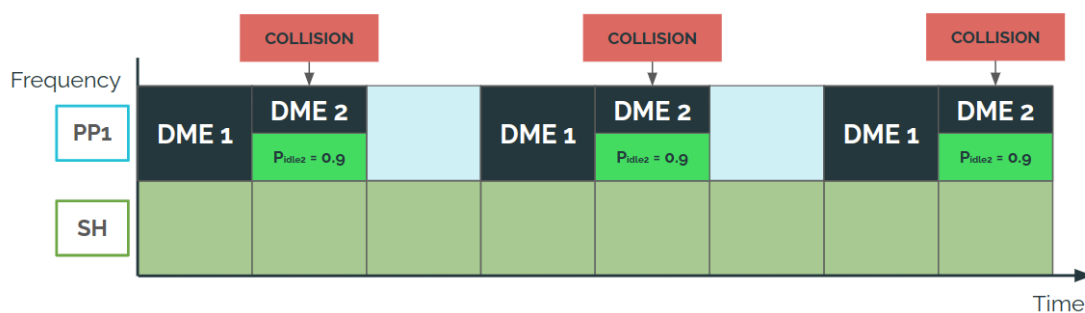 COLLISION
COLLISION
COLLISION
Frequency
PP1
DME 1
DME 2
DME 1
DME 2
DME 1
DME 2
Pidle2 = 0.9
Pidle2 = 0.9
Pidle2 = 0.9
SH
Time